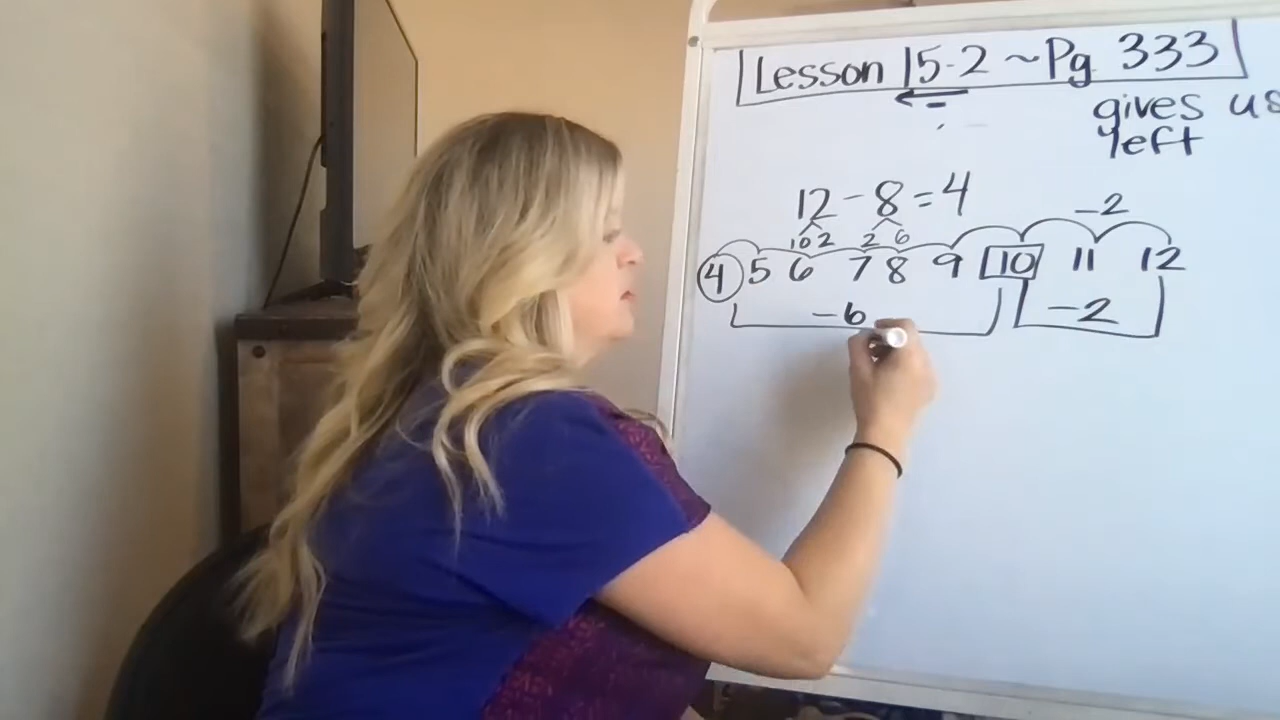 Lesson 15-2 ~ Pg 333
gives us
left
12 - 8 = 4
10 2 2 6
-2
4 5 6 7 8 9 10 11 12
-6 -2